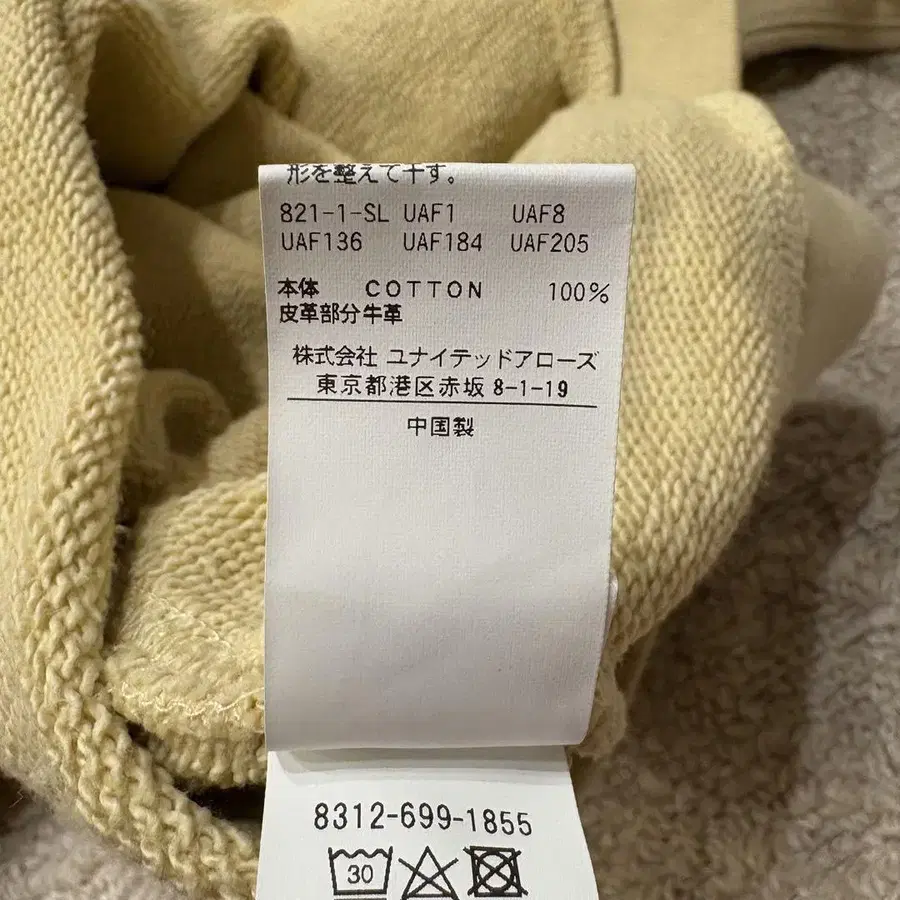 形を整えて干す。
821-1-SL UAF1 UAF8
UAF136 UAF184 UAF205
本体 COTTON 100%
皮革部分牛革
株式会社 ユナイテッドアローズ
東京都港区赤坂 8-1-19
中国製
8312-699-1855
30